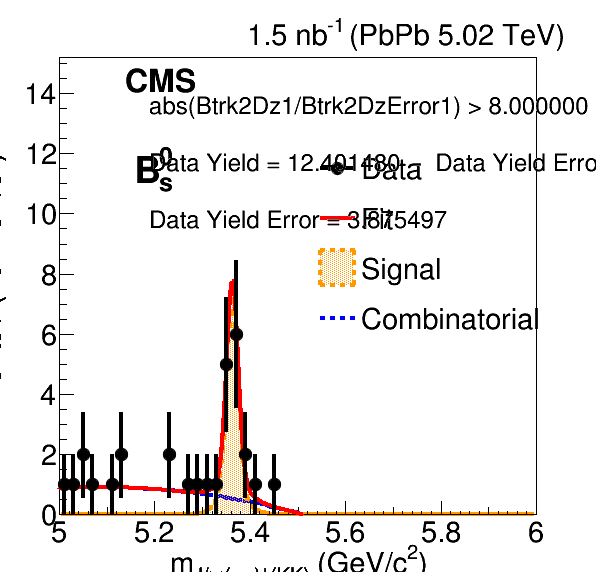 1.5 nb⁻¹ (PbPb 5.02 TeV)
CMS
abs(Btrk2Dz1/Btrk2DzError1) > 8.000000
B⁰ₛ
Data Yield = 12.401480 - Data Yield Erro
Data
Data Yield Error = 3.875497
Fit
Signal
Combinatorial
14
12
10
8
6
4
2
0
5 5.2 5.4 5.6 5.8 6
m (GeV/c²)